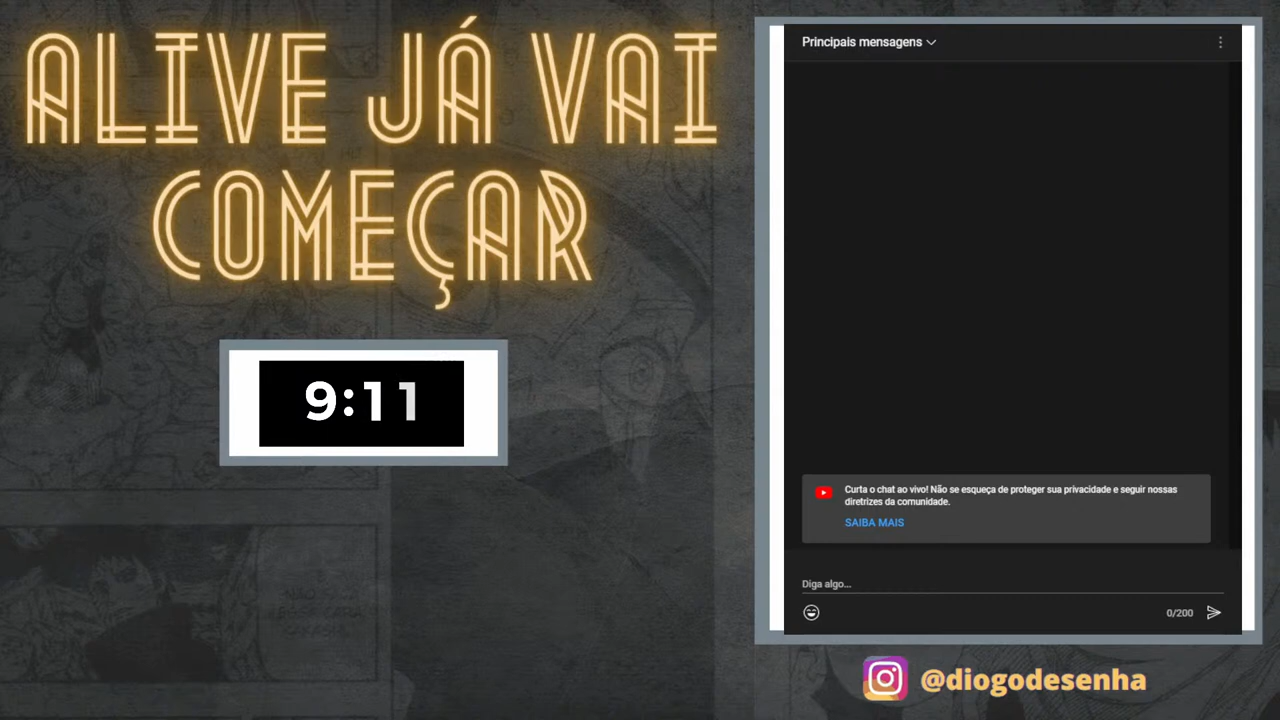 ALIVE JÁ VAI
COMEÇAR
9:11
Principais mensagens
Curta o chat ao vivo! Não se esqueça de proteger sua privacidade e seguir nossas
diretrizes da comunidade.
SAIBA MAIS
Diga algo...
0/200
@diogodesenha